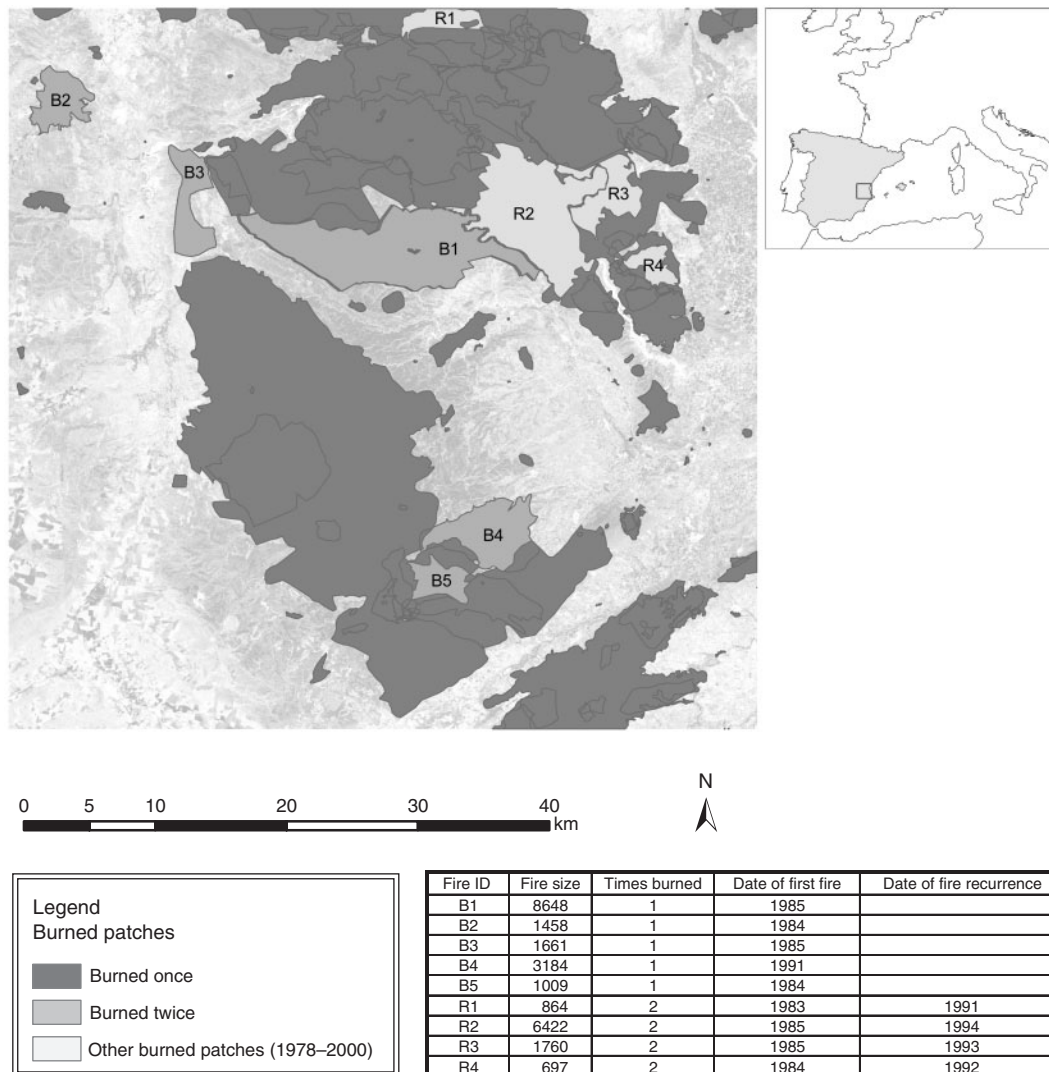 R1
B2
B3
R3
R2
B1
R4
B4
B5
N
0 5 10 20 30 40
km
Legend
Burned patches
Burned once
Burned twice
Other burned patches (1978–2000)
Fire ID Fire size Times burned Date of first fire Date of fire recurrence
B1 8648 1 1985
B2 1458 1 1984
B3 1661 1 1985
B4 3184 1 1991
B5 1009 1 1984
R1 864 2 1983 1991
R2 6422 2 1985 1994
R3 1760 2 1985 1993
R4 697 2 1984 1992